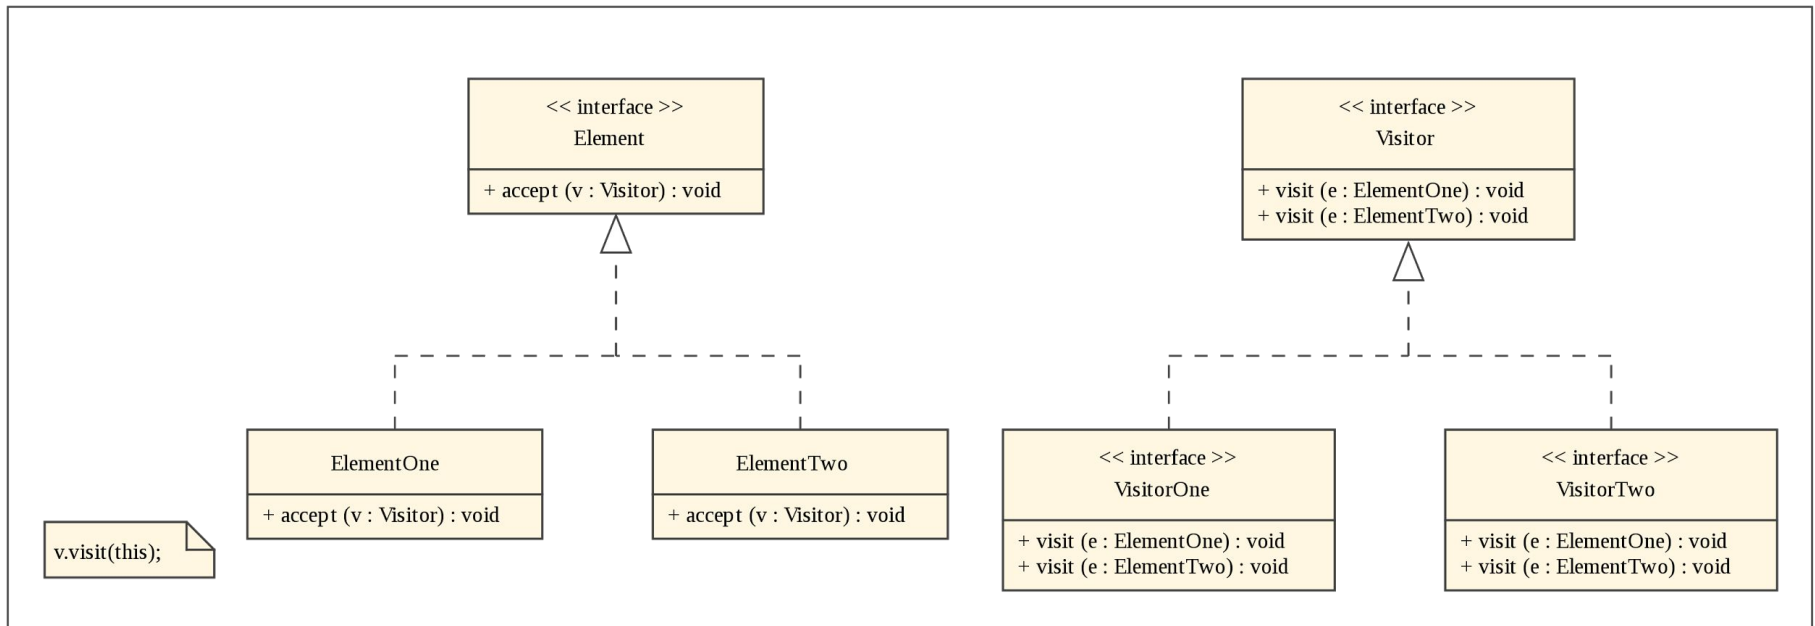 << interface >>
Element
+ accept (v : Visitor) : void
<< interface >>
Visitor
+ visit (e : ElementOne) : void
+ visit (e : ElementTwo) : void
v.visit(this);
ElementOne
+ accept (v : Visitor) : void
ElementTwo
+ accept (v : Visitor) : void
<< interface >>
VisitorOne
+ visit (e : ElementOne) : void
+ visit (e : ElementTwo) : void
<< interface >>
VisitorTwo
+ visit (e : ElementOne) : void
+ visit (e : ElementTwo) : void